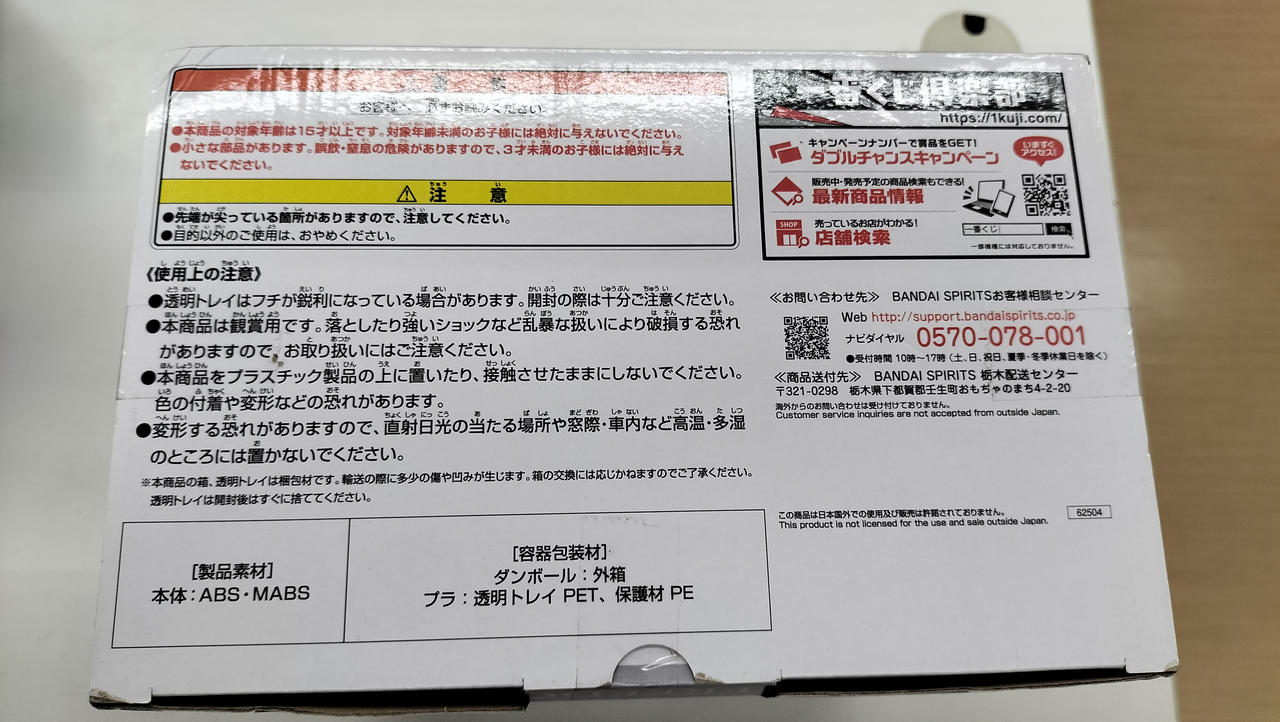 お客様へ 必ずお読みください。
●本商品の対象年齢は15才以上です。対象年齢未満のお子様には絶対に与えないでください。
●小さな部品があります。誤飲・窒息の危険がありますので、3才未満のお子様には絶対に与え
ないでください。
⚠注意
●先端が尖っている箇所がありますので、注意してください。
●目的以外のご使用は、おやめください。
《使用上の注意》
●透明トレイはフチが鋭利になっている場合があります。開封の際は十分ご注意ください。
●本商品は観賞用です。落としたり強いショックなど乱暴な扱いにより破損する恐れ
がありますので、お取り扱いにはご注意ください。
●本商品をプラスチック製品の上に置いたり、接触させたままにしないでください。
色の付着や変形などの恐れがあります。
●変形する恐れがありますので、直射日光の当たる場所や窓際・車内など高温・多湿
のところには置かないでください。
※本商品の箱、透明トレイは梱包材です。輸送の際に多少の傷や凹みが生じます。箱の交換には応じかねますのでご了承ください。
透明トレイは開封後はすぐに捨ててください。
[製品素材]
本体：ABS・MABS
[容器包装材]
ダンボール：外箱
プラ：透明トレイ PET、保護材 PE
一番くじ倶楽部
https://1kuji.com/
キャンペーンナンバーで賞品をGET!
ダブルチャンスキャンペーン
いますぐ
アクセス!
販売中・発売予定の商品検索もできる!
最新商品情報
SHOP
売っているお店がわかる!
店舗検索
一番くじ
検索
一部機種には対応しておりません。
≪お問い合わせ先≫ BANDAI SPIRITSお客様相談センター
Web http://support.bandaispirits.co.jp
ナビダイヤル 0570-078-001
●受付時間 10時〜17時（土、日、祝日、夏季・冬季休業日を除く）
≪商品送付先≫ BANDAI SPIRITS 栃木配送センター
〒321-0298 栃木県下都賀郡壬生町おもちゃのまち4-2-20
海外からのお問い合わせは受け付けておりません。
Customer service inquiries are not accepted from outside Japan.
この商品は日本国外での使用及び販売は許諾されておりません。
This product is not licensed for the use and sale outside Japan.
62504